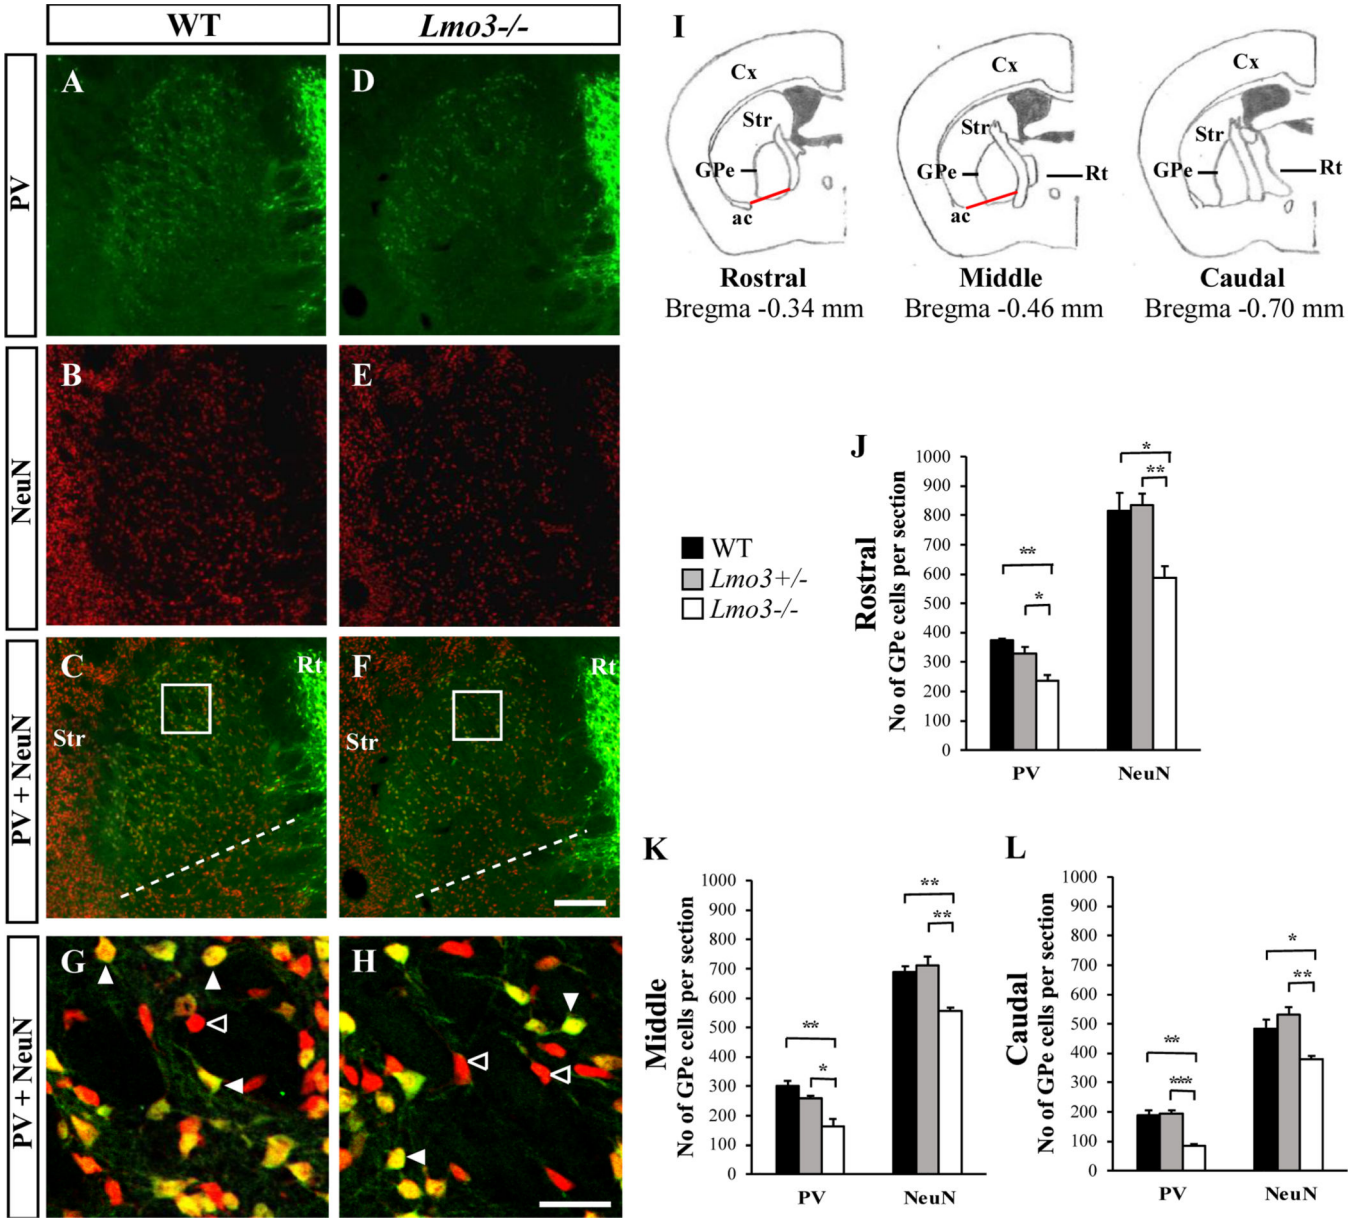 WT
Lmo3-/-
PV
A
D
NeuN
B
E
PV + NeuN
C
Rt
Str
F
Rt
Str
PV + NeuN
G
H
I
Cx
Str
GPe
ac
Rostral
Bregma -0.34 mm
Cx
Str
GPe
Rt
ac
Middle
Bregma -0.46 mm
Cx
Str
GPe
Rt
Caudal
Bregma -0.70 mm
WT
Lmo3+/-
Lmo3-/-
J
Rostral
No of GPe cells per section
1000
900
800
700
600
500
400
300
200
100
0
**
*
*
**
PV
NeuN
K
Middle
No of GPe cells per section
1000
900
800
700
600
500
400
300
200
100
0
**
*
**
**
PV
NeuN
L
Caudal
No of GPe cells per section
1000
900
800
700
600
500
400
300
200
100
0
**
***
*
**
PV
NeuN